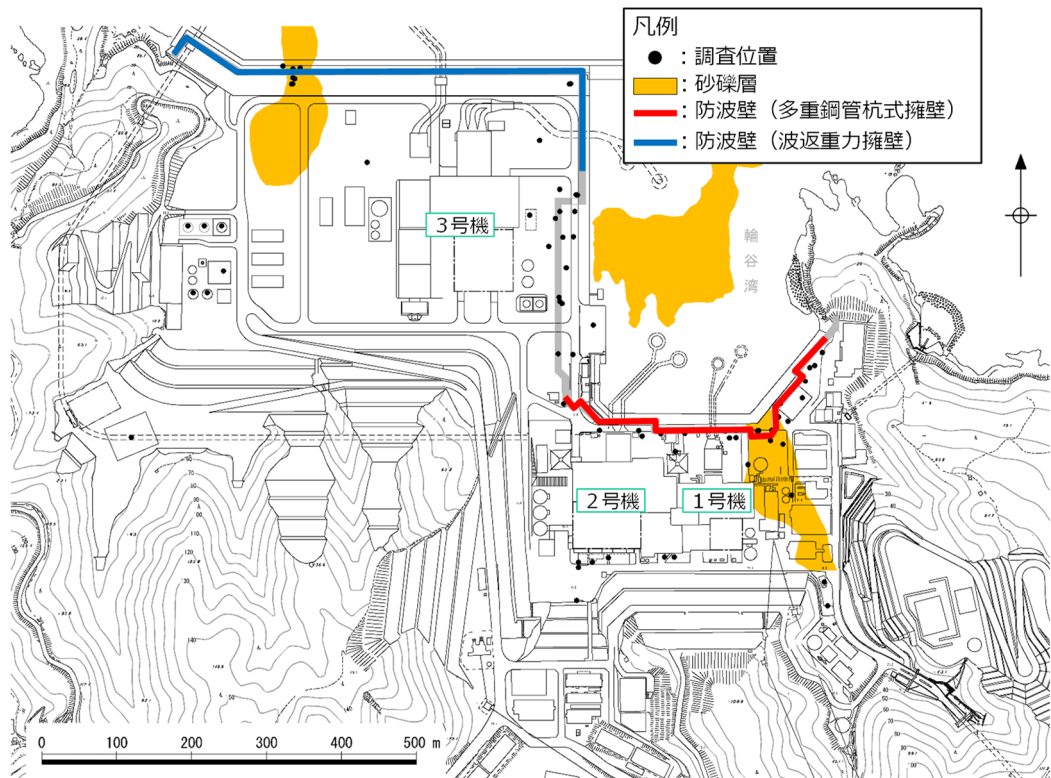 凡例
●：調査位置
：砂礫層
：防波壁（多重鋼管杭式擁壁）
：防波壁（波返重力擁壁）
3号機
輪谷湾
2号機
1号機
0 100 200 300 400 500 m